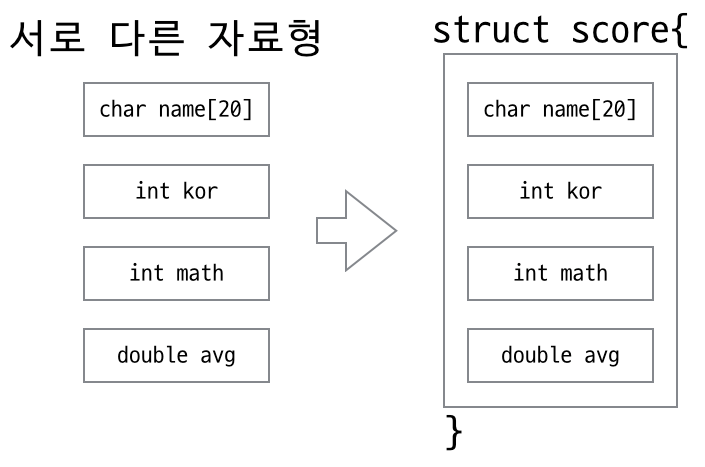 서로 다른 자료형
char name[20]
int kor
int math
double avg
struct score{
char name[20]
int kor
int math
double avg
}